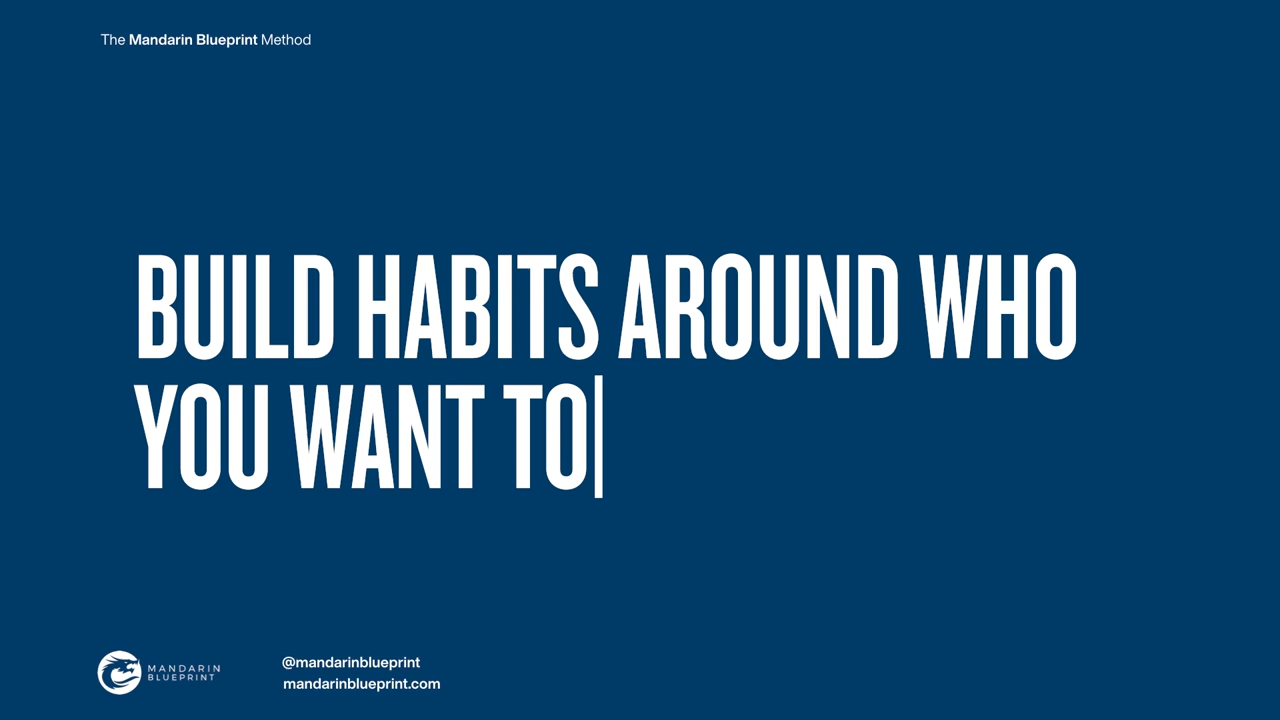 The Mandarin Blueprint Method
BUILD HABITS AROUND WHO
YOU WANT TO
MANDARIN
BLUEPRINT
@mandarinblueprint
mandarinblueprint.com